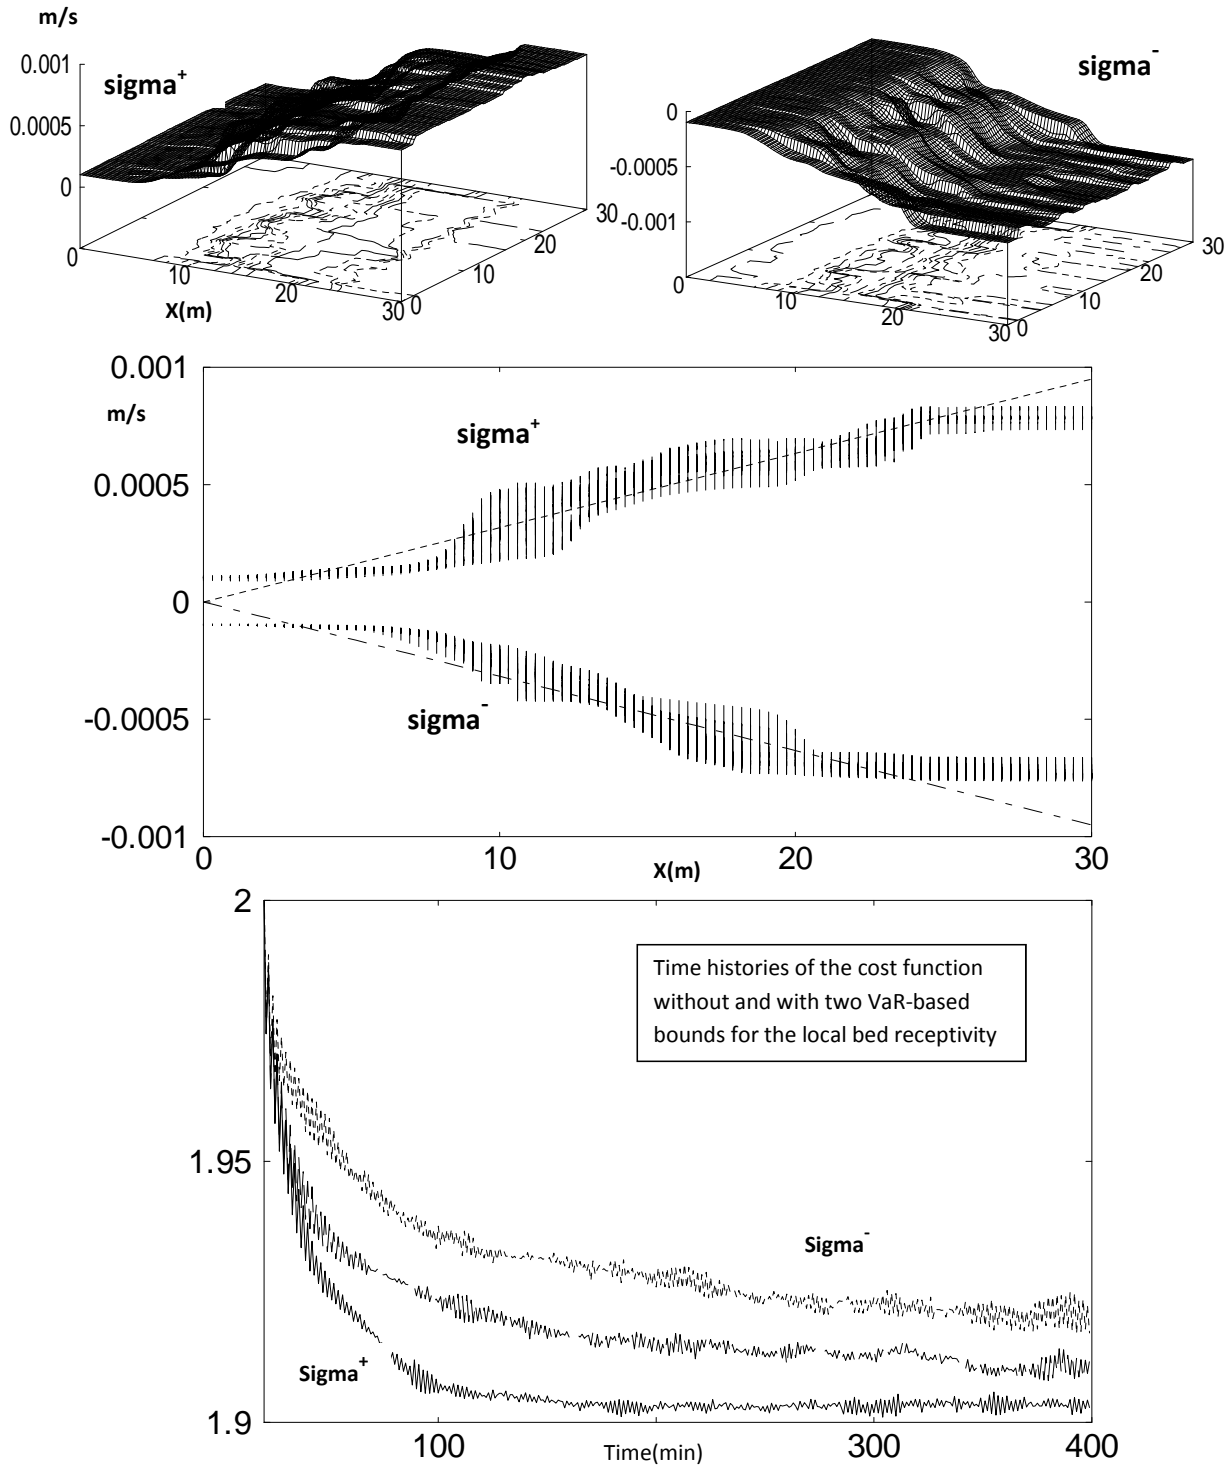 m/s
0.001
0.0005
0
sigma+
0
10
20
30
X(m)
0
10
20
30
sigma-
0
-0.0005
-0.001
0
10
20
30
0
10
20
30
0.001
m/s
0.0005
0
-0.0005
-0.001
sigma+
sigma-
0
10
20
30
X(m)
2
1.95
1.9
Time histories of the cost function
without and with two VaR-based
bounds for the local bed receptivity
Sigma-
Sigma+
100
300
400
Time(min)